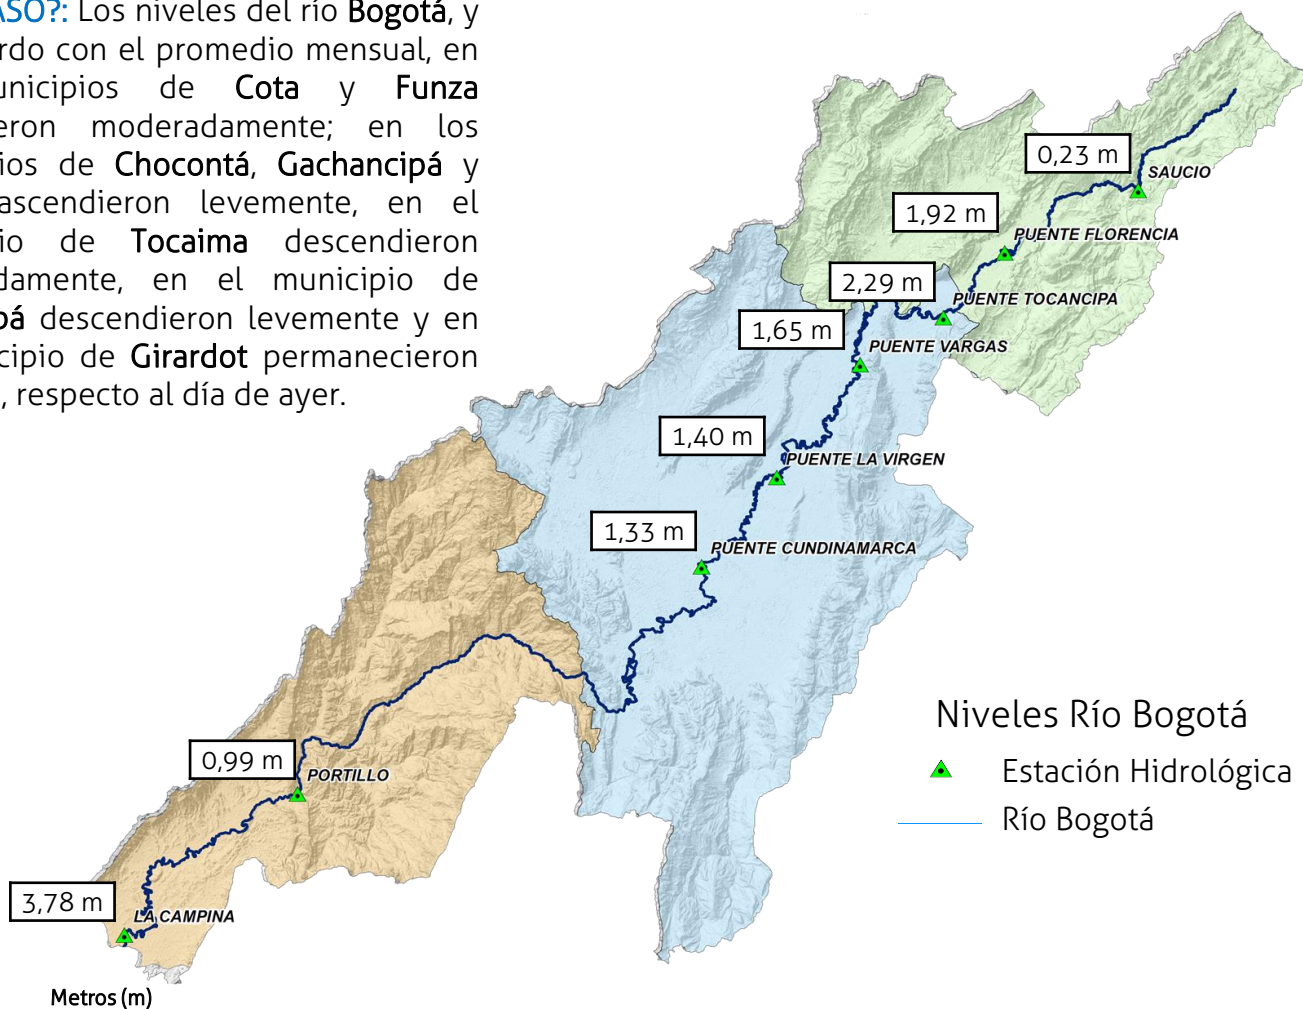 ASO?: Los niveles del río Bogotá, y
rdo con el promedio mensual, en
unicipios de Cota y Funza
eron moderadamente; en los
ios de Chocontá, Gachancipá y
ascendieron levemente, en el
io de Tocaima descendieron
damente, en el municipio de
pá descendieron levemente y en
cipio de Girardot permanecieron
, respecto al día de ayer.
0,23 m
SAUCIO
1,92 m
PUENTE FLORENCIA
2,29 m
PUENTE TOCANCIPA
1,65 m
PUENTE VARGAS
1,40 m
PUENTE LA VIRGEN
1,33 m
PUENTE CUNDINAMARCA
0,99 m
PORTILLO
3,78 m
LA CAMPINA
Metros (m)
Niveles Río Bogotá
Estación Hidrológica
Río Bogotá